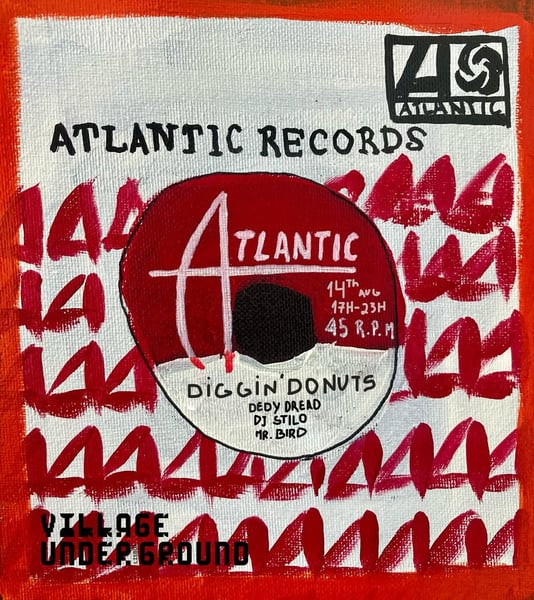 ATLANTIC
ATLANTIC RECORDS
ATLANTIC
14TH AUG
17H-23H
45 R.P.M
DIGGIN' DONUTS
DEDY DREAD
DJ STILO
MR. BIRD
VILLAGE
UNDERGROUND